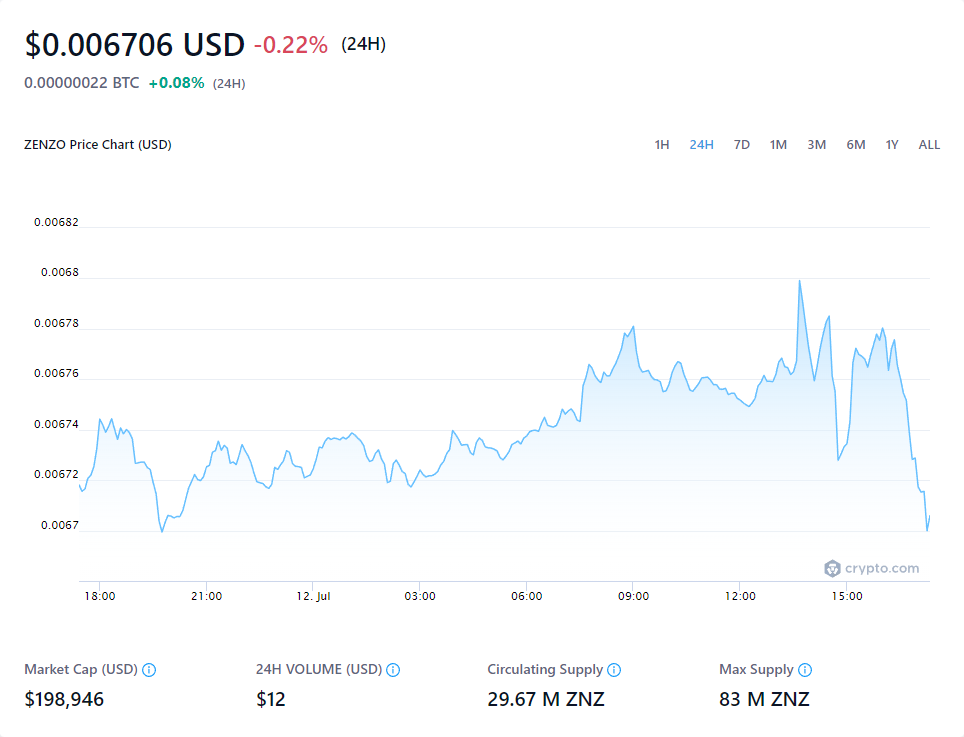 $0.006706 USD -0.22% (24H)
0.00000022 BTC +0.08% (24H)
ZENZO Price Chart (USD) 1H 24H 7D 1M 3M 6M 1Y ALL
0.00682
0.0068
0.00678
0.00676
0.00674
0.00672
0.0067
crypto.com
18:00 21:00 12. Jul 03:00 06:00 09:00 12:00 15:00
Market Cap (USD) 24H VOLUME (USD) Circulating Supply Max Supply
$198,946 $12 29.67 M ZNZ 83 M ZNZ